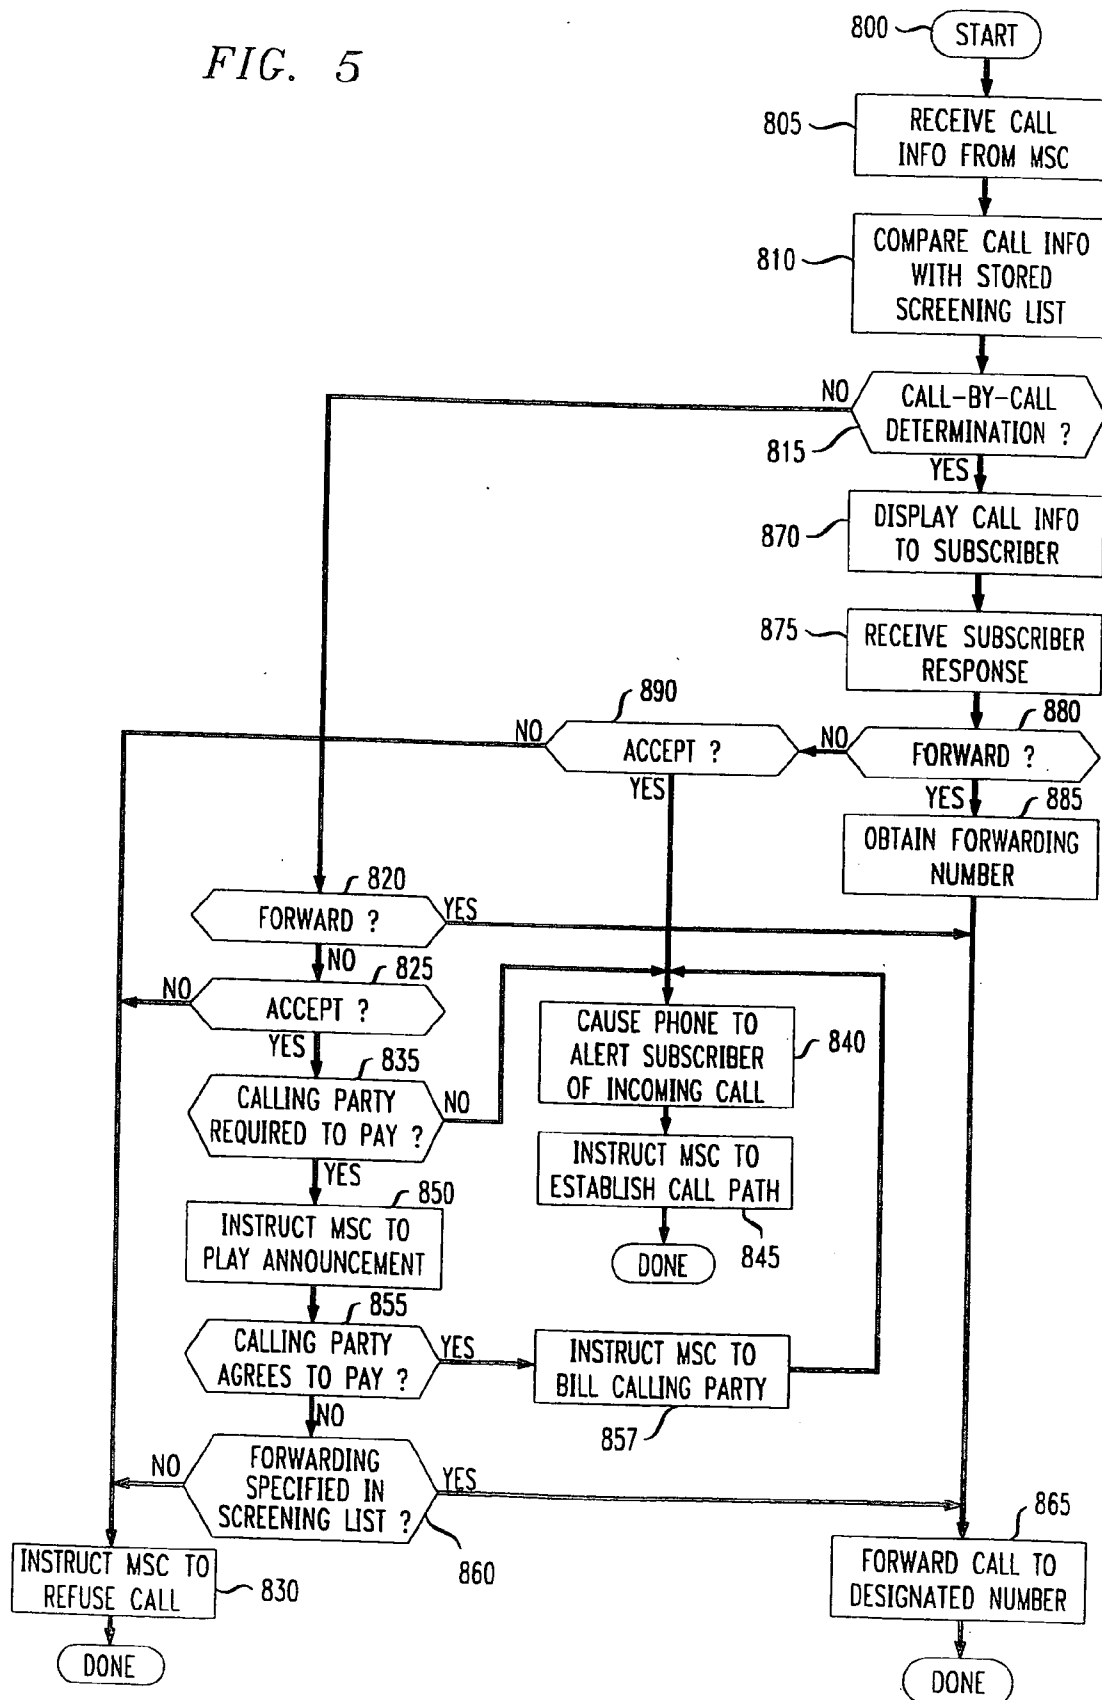 FIG. 5
800
START
805
RECEIVE CALL
INFO FROM MSC
810
COMPARE CALL INFO
WITH STORED
SCREENING LIST
NO
CALL-BY-CALL
DETERMINATION ?
815
YES
870
DISPLAY CALL INFO
TO SUBSCRIBER
875
RECEIVE SUBSCRIBER
RESPONSE
890
880
NO
ACCEPT ?
NO
FORWARD ?
YES
YES
885
OBTAIN FORWARDING
NUMBER
820
FORWARD ?
YES
NO
825
NO
ACCEPT ?
YES
835
CALLING PARTY
REQUIRED TO PAY ?
NO
CAUSE PHONE TO
ALERT SUBSCRIBER
OF INCOMING CALL
840
YES
850
INSTRUCT MSC TO
PLAY ANNOUNCEMENT
INSTRUCT MSC TO
ESTABLISH CALL PATH
845
DONE
855
CALLING PARTY
AGREES TO PAY ?
YES
INSTRUCT MSC TO
BILL CALLING PARTY
857
NO
NO
FORWARDING
SPECIFIED IN
SCREENING LIST ?
YES
860
865
INSTRUCT MSC TO
REFUSE CALL
830
FORWARD CALL TO
DESIGNATED NUMBER
DONE
DONE